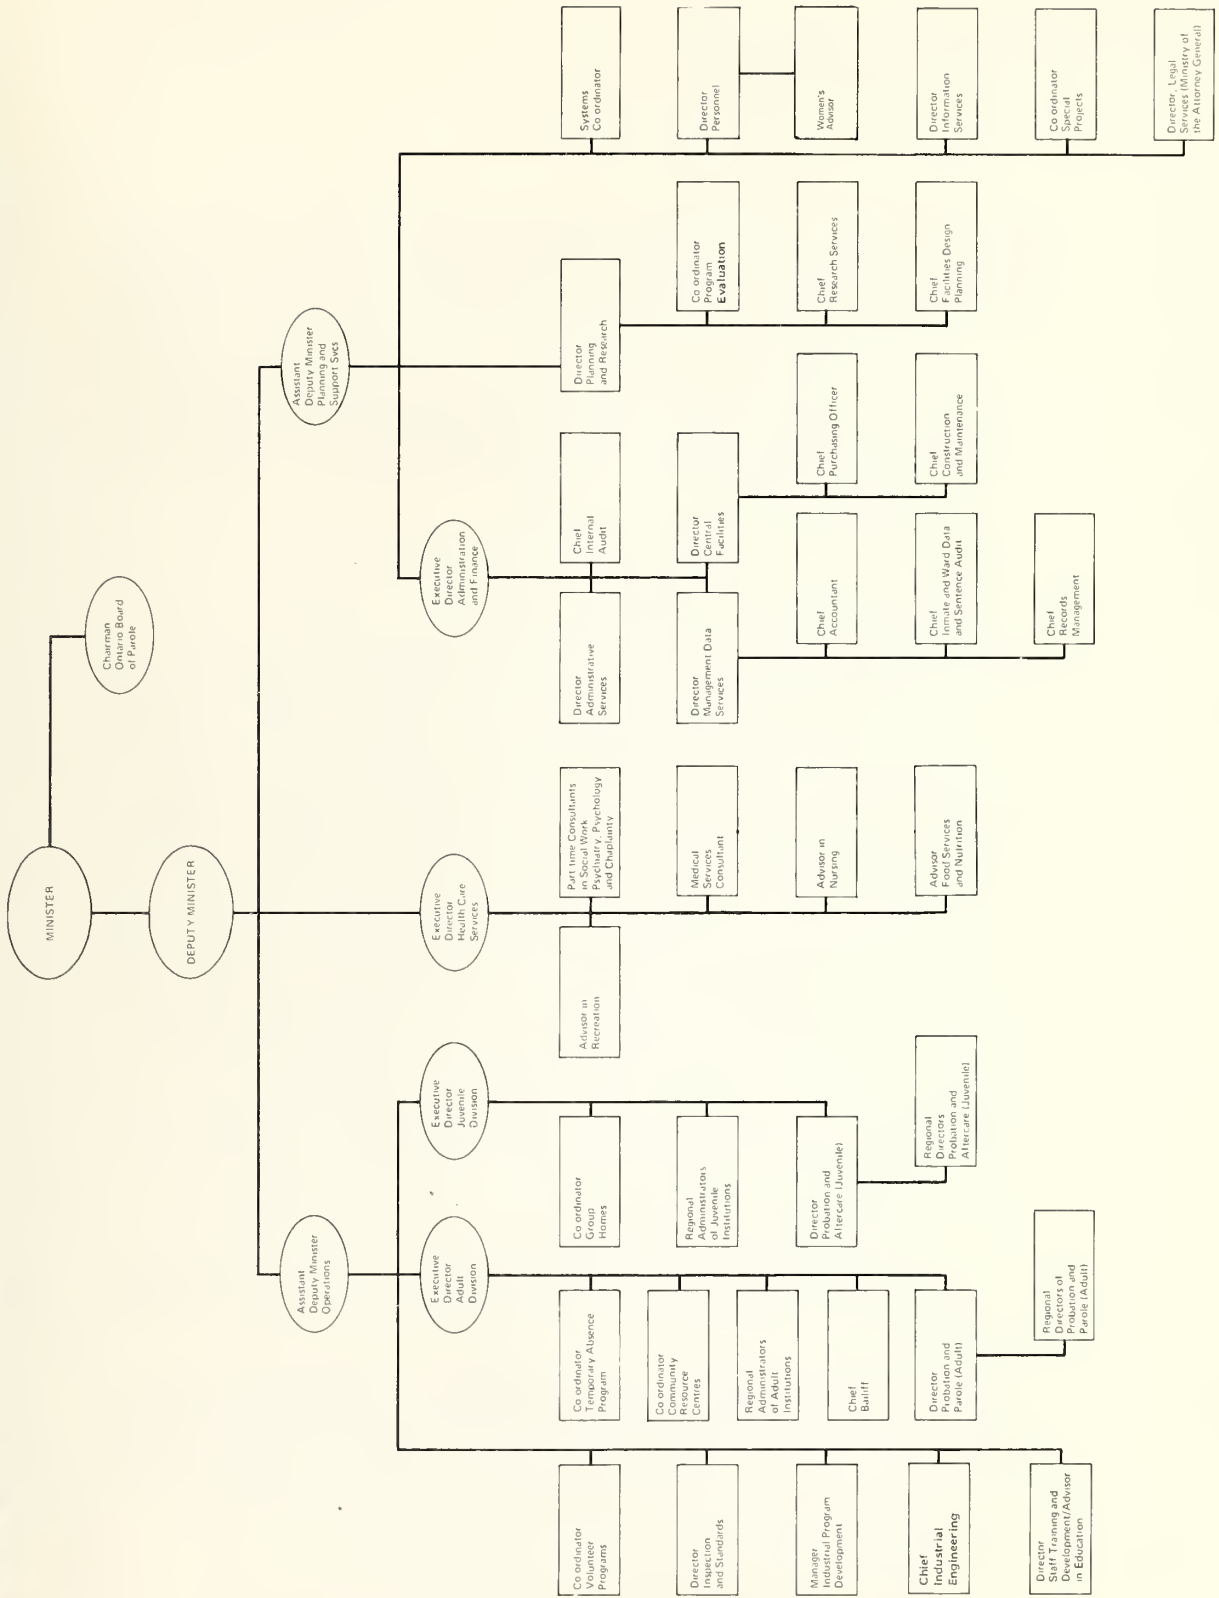 MINISTER
Chairman
Ontario Board
of Parole
DEPUTY MINISTER
Assistant
Deputy Minister
Operations
Assistant
Deputy Minister
Planning and
Support Svcs
Executive
Director
Adult
Division
Executive
Director
Juvenile
Division
Executive
Director
Health Care
Services
Executive
Director
Administration
and Finance
Co ordinator
Volunteer
Programs
Director
Inspection
and Standards
Manager
Industrial Program
Development
Chief
Industrial
Engineering
Director
Staff Training and
Development/Advisor
in Education
Co ordinator
Temporary Absence
Program
Co ordinator
Community
Resource
Centres
Regional
Administrators
of Adult
Institutions
Chief
Bailiff
Director
Probation and
Parole (Adult)
Regional
Directors of
Probation and
Parole (Adult)
Co ordinator
Group
Homes
Regional
Administrators
of Juvenile
Institutions
Director
Probation and
Aftercare (Juvenile)
Regional
Directors
Probation and
Aftercare (Juvenile)
Advisor in
Recreation
Part time Consultants
in Social Work
Psychiatry, Psychology
and Chaplainty
Medical
Services
Consultant
Advisor in
Nursing
Advisor
Food Services
and Nutrition
Director
Administrative
Services
Chief
Internal
Audit
Director
Management Data
Services
Director
Central
Facilities
Chief
Accountant
Chief
Inmate and Ward Data
and Sentence Audit
Chief
Records
Management
Chief
Purchasing Officer
Chief
Construction
and Maintenance
Director
Planning
and Research
Co ordinator
Program
Evaluation
Chief
Research Services
Chief
Facilities Design
Planning
Systems
Co ordinator
Director
Personnel
Women's
Advisor
Director
Information
Services
Co ordinator
Special
Projects
Director, Legal
Services (Ministry of
the Attorney General)